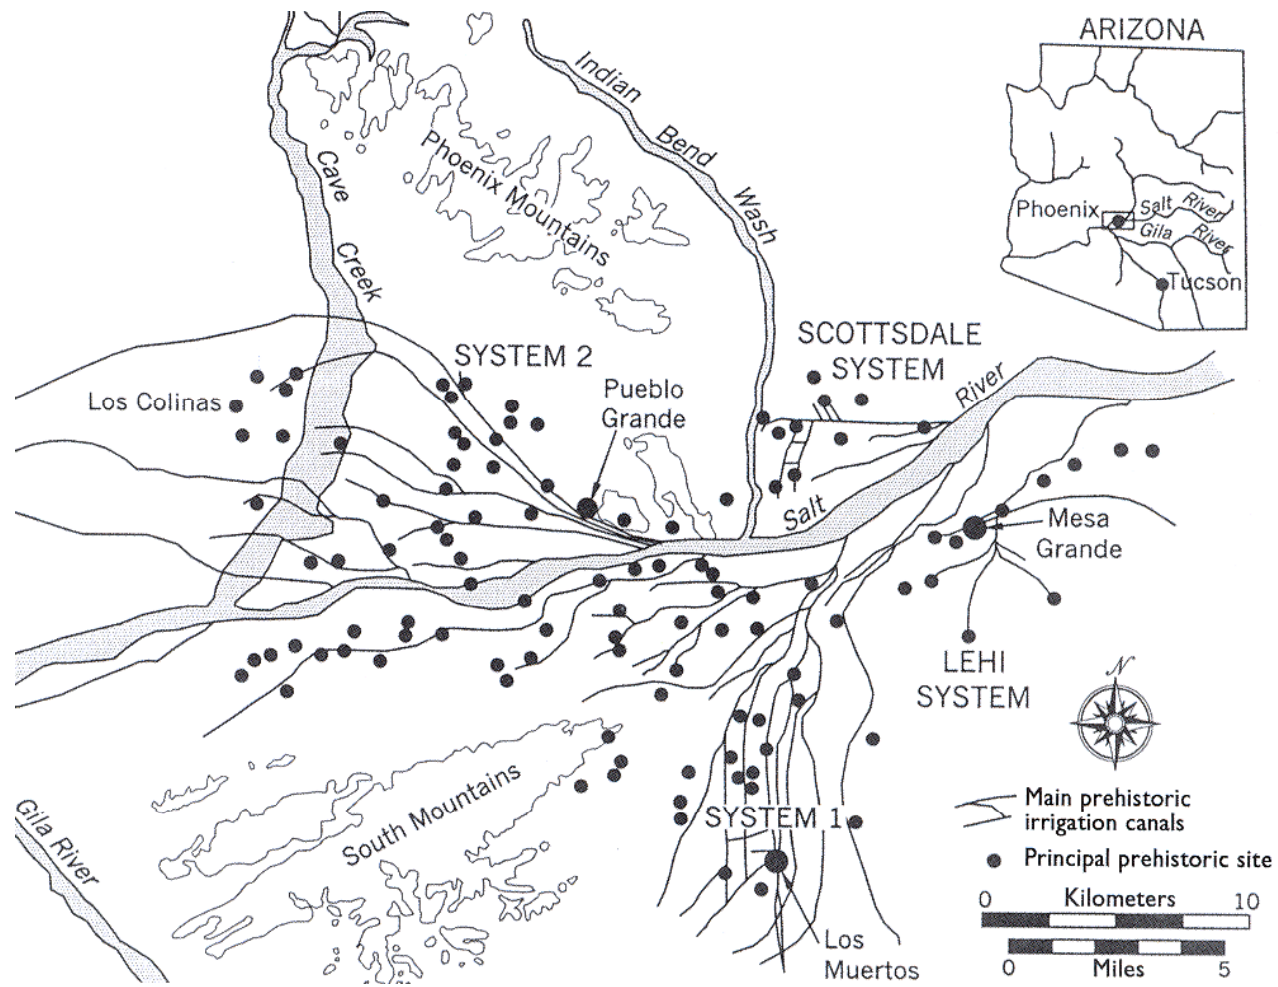 ARIZONA
Phoenix
Salt River
Gila River
Tucson
Indian Bend Wash
Phoenix Mountains
Cave Creek
SYSTEM 2
Pueblo
Grande
SCOTTSDALE
SYSTEM
River
Los Colinas
Salt
Mesa
Grande
LEHI
SYSTEM
N
Gila River
South Mountains
SYSTEM 1
Los
Muertos
Main prehistoric
irrigation canals
Principal prehistoric site
Kilometers
0 10
0 5
Miles